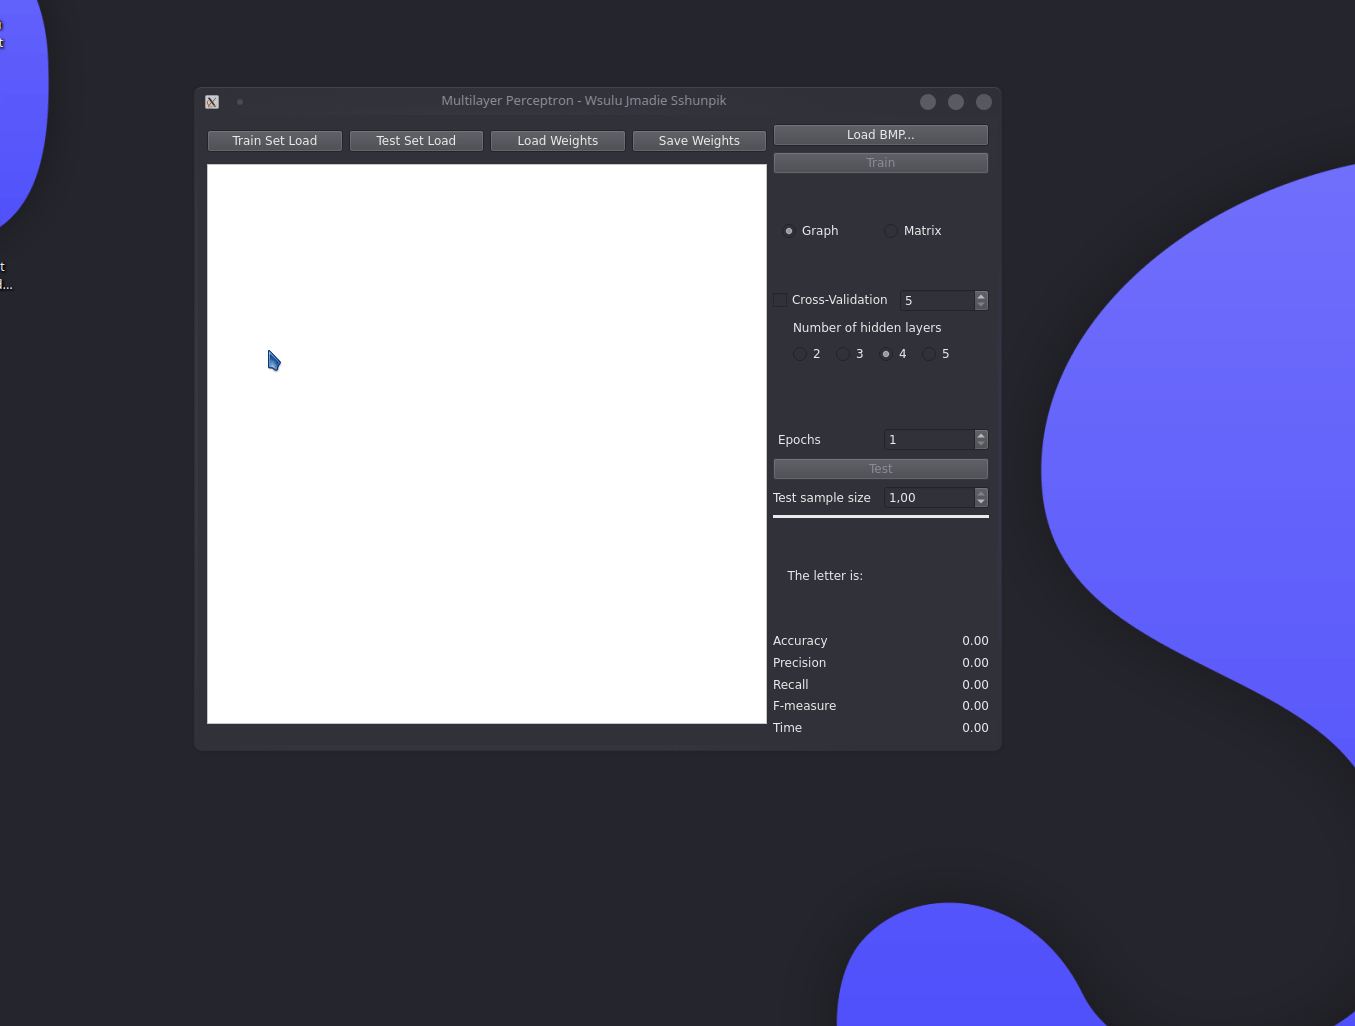 Multilayer Perceptron - Wsulu Jmadie Sshunpik
Train Set Load Test Set Load Load Weights Save Weights Load BMP...
Train
Graph Matrix
Cross-Validation 5
Number of hidden layers
2 3 4 5
Epochs 1
Test
Test sample size 1,00
The letter is:
Accuracy 0.00
Precision 0.00
Recall 0.00
F-measure 0.00
Time 0.00